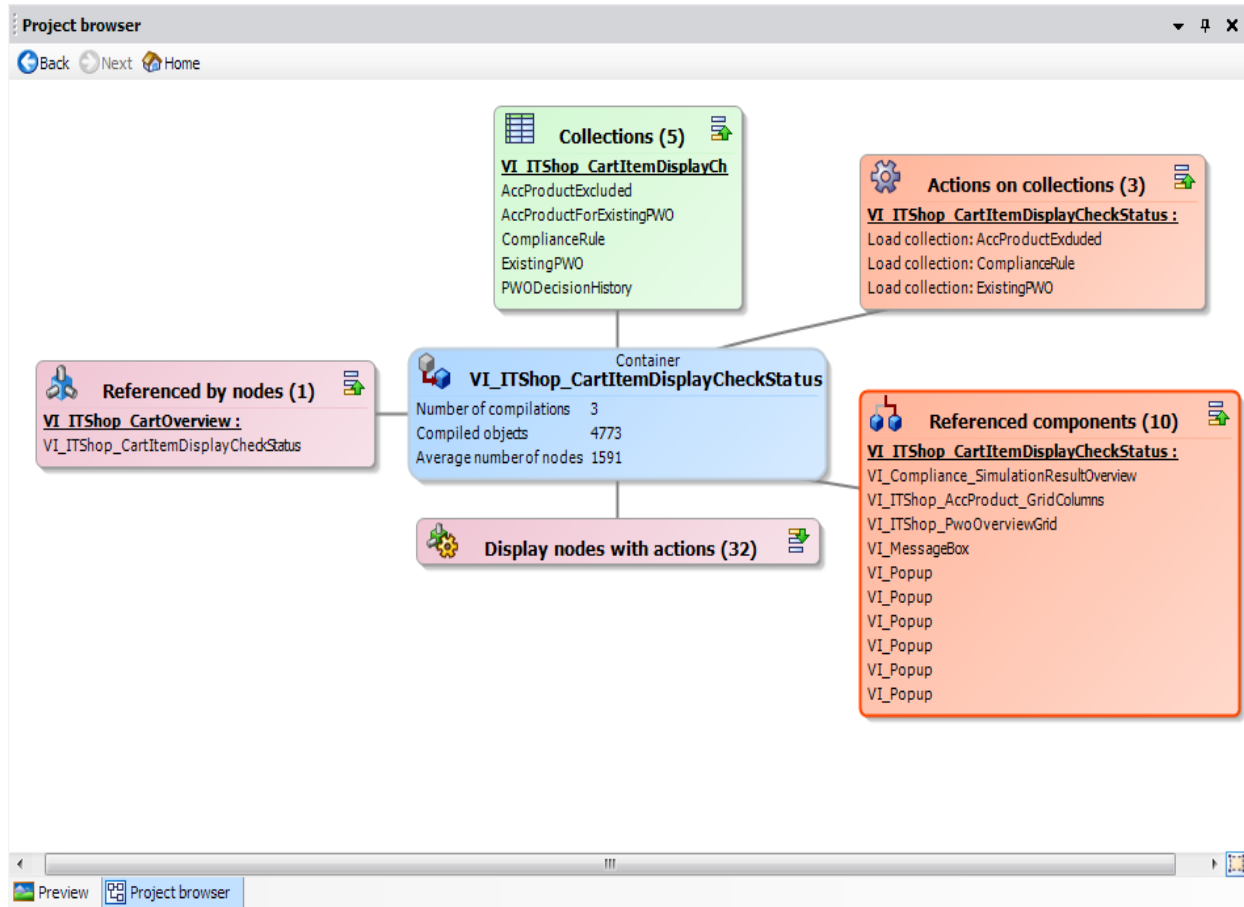 Project browser
Back Next Home
Collections (5)
VI_ITShop_CartItemDisplayCh
AccProductExcluded
AccProductForExistingPWO
ComplianceRule
ExistingPWO
PWODecisionHistory
Actions on collections (3)
VI_ITShop_CartItemDisplayCheckStatus :
Load collection: AccProductExcluded
Load collection: ComplianceRule
Load collection: ExistingPWO
Referenced by nodes (1)
VI_ITShop_CartOverview :
VI_ITShop_CartItemDisplayCheckStatus
Container
VI_ITShop_CartItemDisplayCheckStatus
Number of compilations 3
Compiled objects 4773
Average number of nodes 1591
Display nodes with actions (32)
Referenced components (10)
VI_ITShop_CartItemDisplayCheckStatus :
VI_Compliance_SimulationResultOverview
VI_ITShop_AccProduct_GridColumns
VI_ITShop_PwoOverviewGrid
VI_MessageBox
VI_Popup
VI_Popup
VI_Popup
VI_Popup
VI_Popup
VI_Popup
Preview Project browser